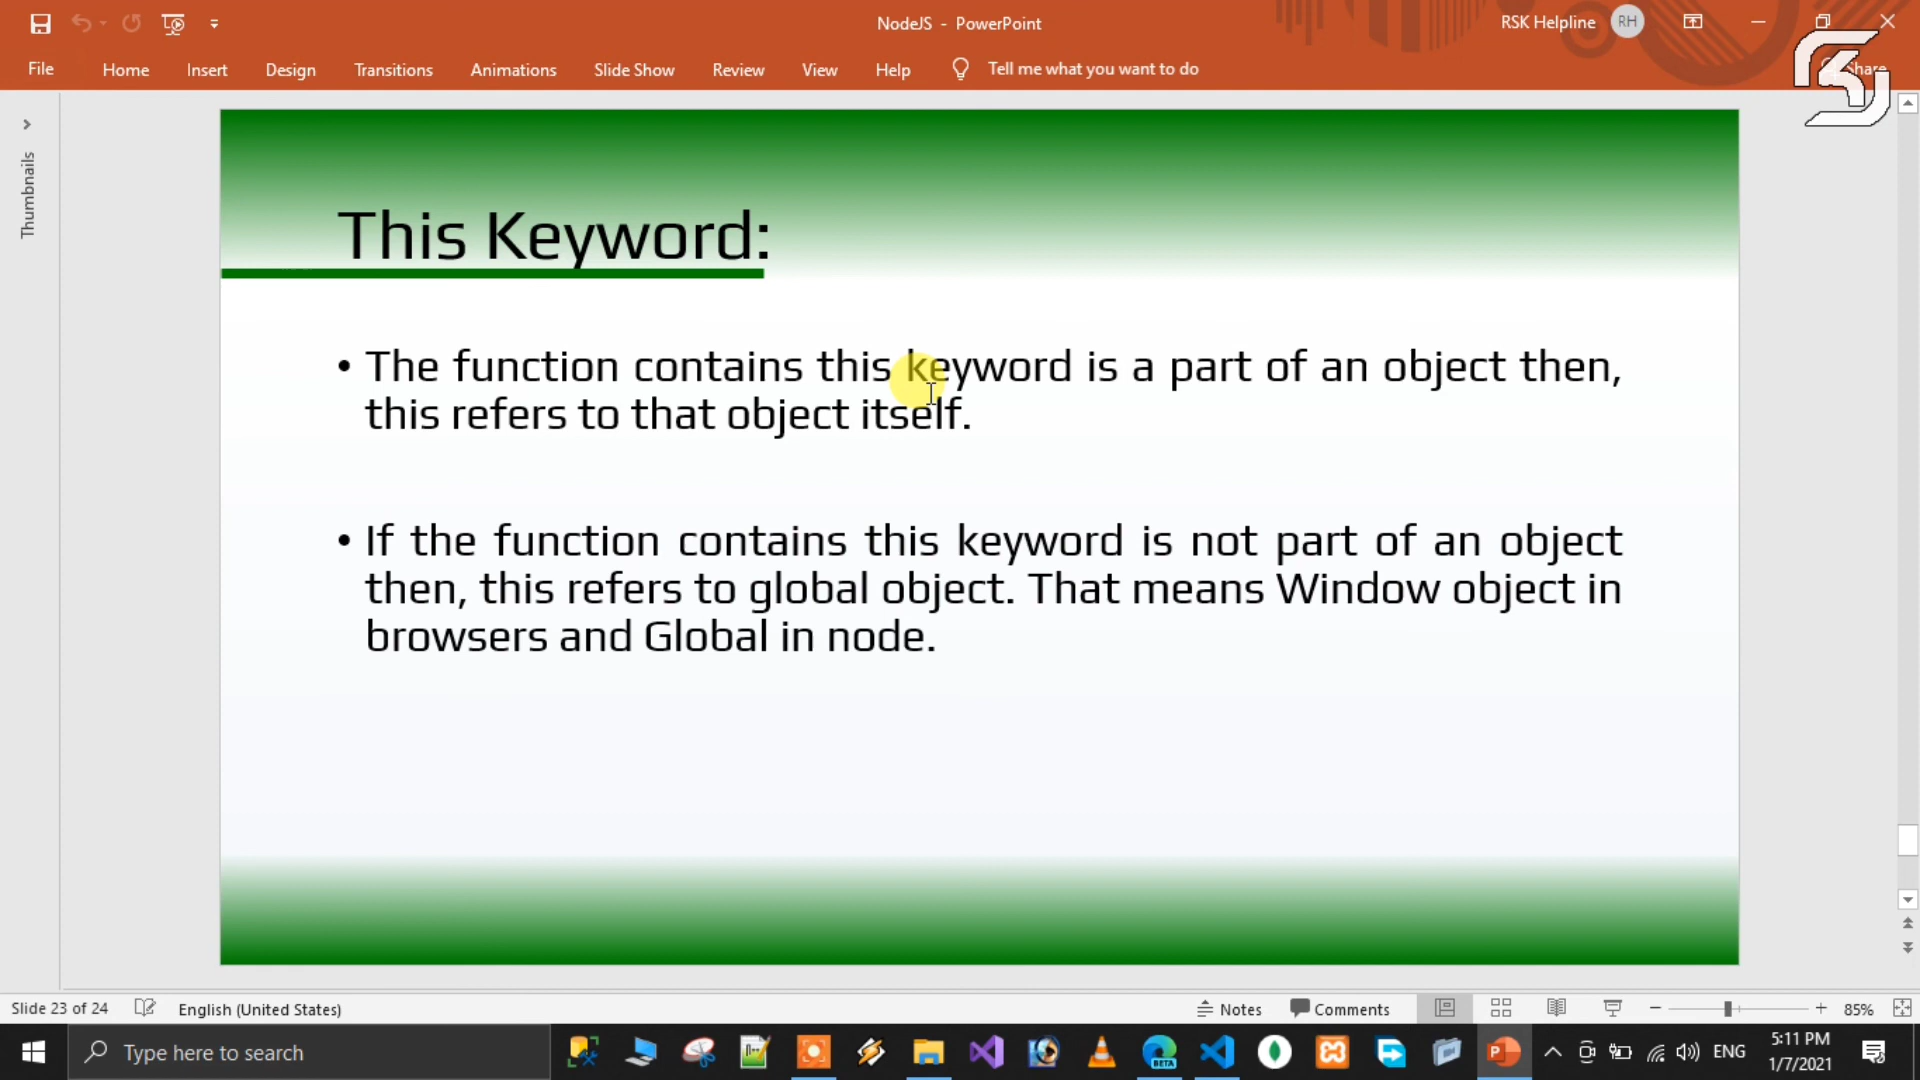 NodeJS - PowerPoint
RSK Helpline RH
File Home Insert Design Transitions Animations Slide Show Review View Help Tell me what you want to do Share
Thumbnails
This Keyword:
• The function contains this keyword is a part of an object then,
this refers to that object itself.
• If the function contains this keyword is not part of an object
then, this refers to global object. That means Window object in
browsers and Global in node.
Slide 23 of 24 English (United States) Notes Comments 85%
Type here to search
BETA
ENG
5:11 PM
1/7/2021